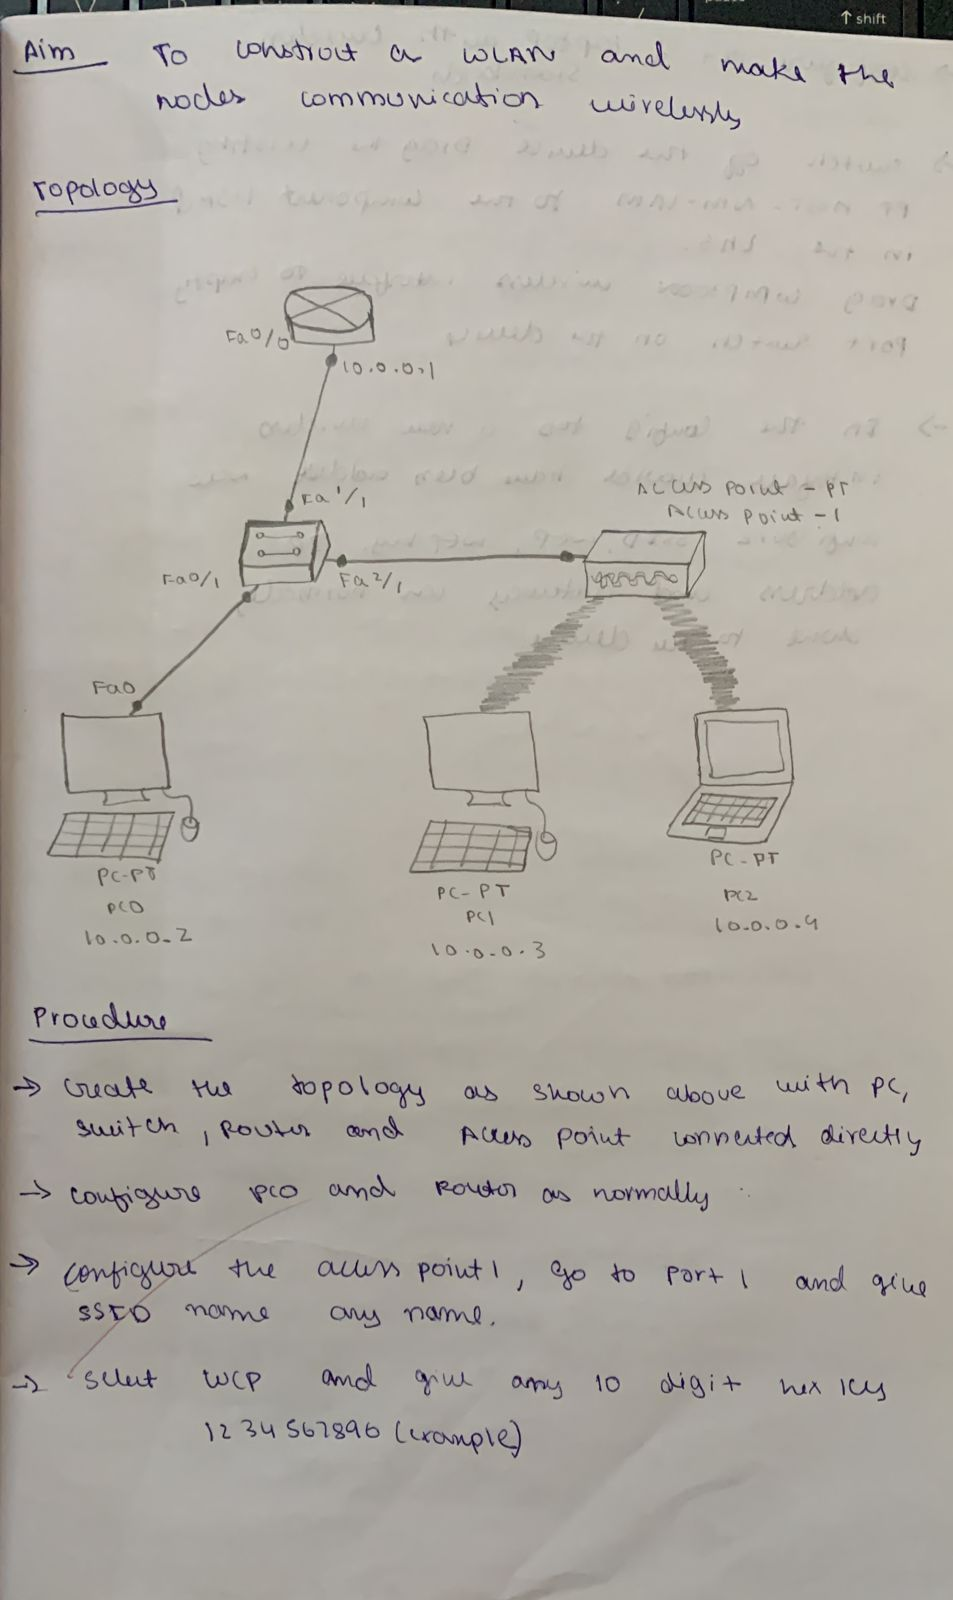 ↑ shift
Aim To construct a WLAN and make the
nodes communication wirelessly
Topology
Fa0/0
10.0.0.1
Fa1/1
Access Point - PT
Access Point - 1
Fa0/1
Fa2/1
Fa0
PC-PT
PC0
10.0.0.2
PC-PT
PC1
10.0.0.3
PC-PT
PC2
10.0.0.4
Procedure
→ Create the topology as shown above with PC,
switch, Router and Access point connected directly
→ configure PC0 and Router as normally
→ configure the access point 1, go to port 1 and give
SSID name any name.
→ select WCP and give any 10 digit hex key
1234567890 (example)